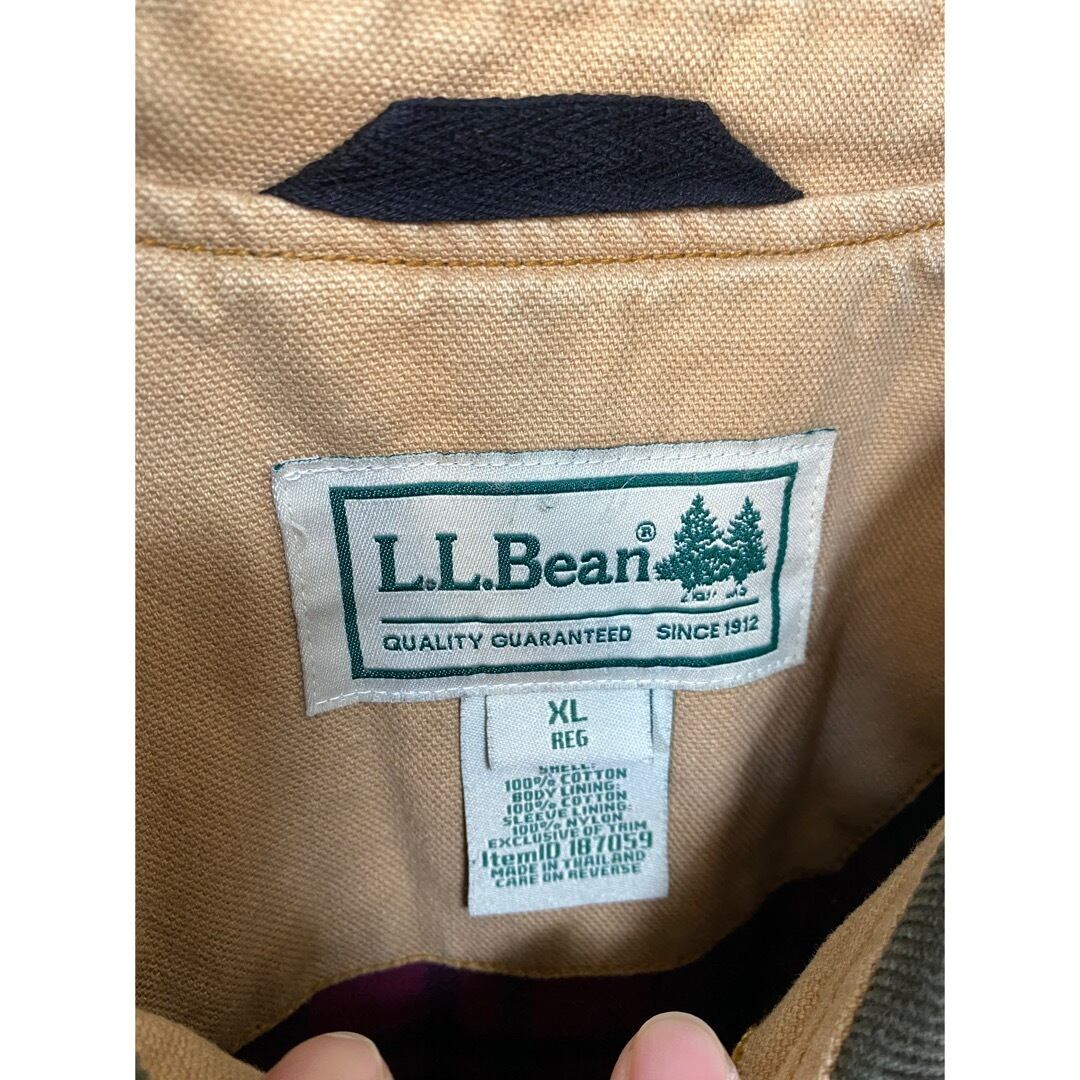 L.L.Bean®
QUALITY GUARANTEED SINCE 1912
XL
REG
SHELL:
100% COTTON
BODY LINING:
100% COTTON
SLEEVE LINING:
100% NYLON
EXCLUSIVE OF TRIM
ItemID 187059
MADE IN THAILAND
CARE ON REVERSE